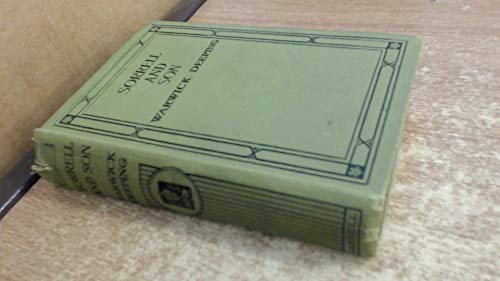 SORRELL
AND
SON
WARWICK DEEPING
SORRELL
AND SON
WARWICK
DEEPING